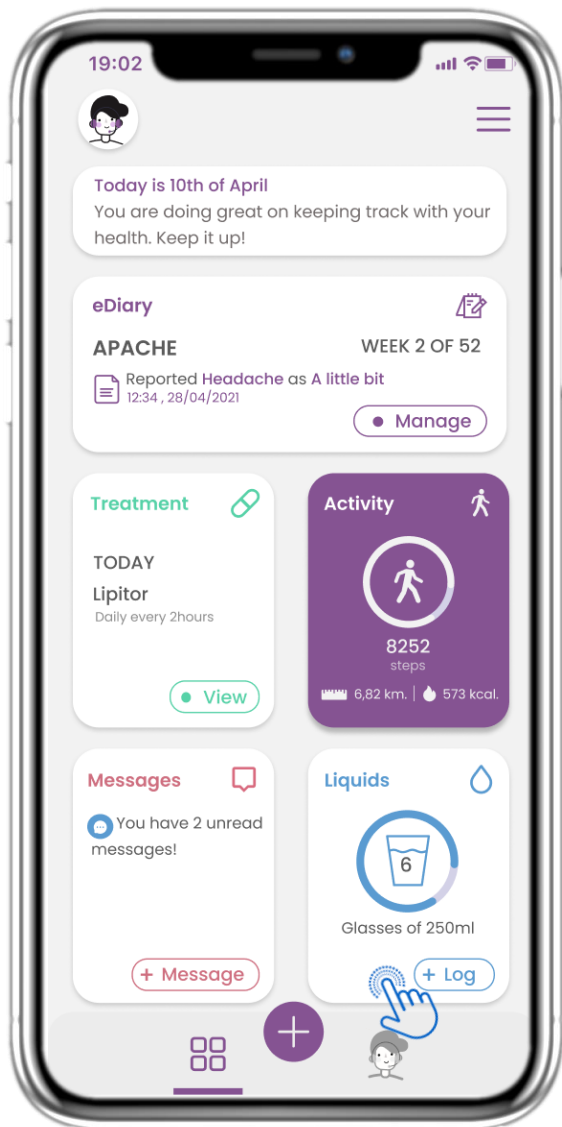 19:02
Today is 10th of April
You are doing great on keeping track with your
health. Keep it up!
eDiary
APACHE
WEEK 2 OF 52
Reported Headache as A little bit
12:34 , 28/04/2021
Manage
Treatment
TODAY
Lipitor
Daily every 2hours
View
Activity
8252
steps
6,82 km. | 573 kcal.
Messages
You have 2 unread
messages!
+ Message
Liquids
6
Glasses of 250ml
+ Log